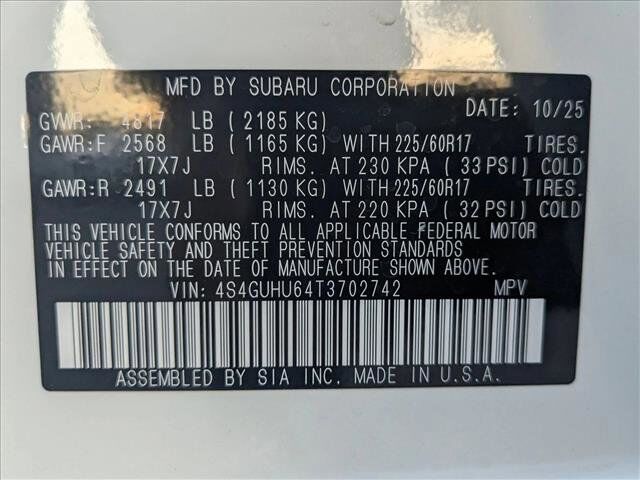 MFD BY SUBARU CORPORATION
DATE: 10/25
GVWR: 4817 LB (2185 KG)
GAWR:F 2568 LB (1165 KG) WITH 225/60R17 TIRES.
17X7J RIMS. AT 230 KPA (33 PSI) COLD
GAWR:R 2491 LB (1130 KG) WITH 225/60R17 TIRES.
17X7J RIMS. AT 220 KPA (32 PSI) COLD
THIS VEHICLE CONFORMS TO ALL APPLICABLE FEDERAL MOTOR
VEHICLE SAFETY AND THEFT PREVENTION STANDARDS
IN EFFECT ON THE DATE OF MANUFACTURE SHOWN ABOVE.
VIN: 4S4GUHU64T3702742 MPV
ASSEMBLED BY SIA INC. MADE IN U.S.A.